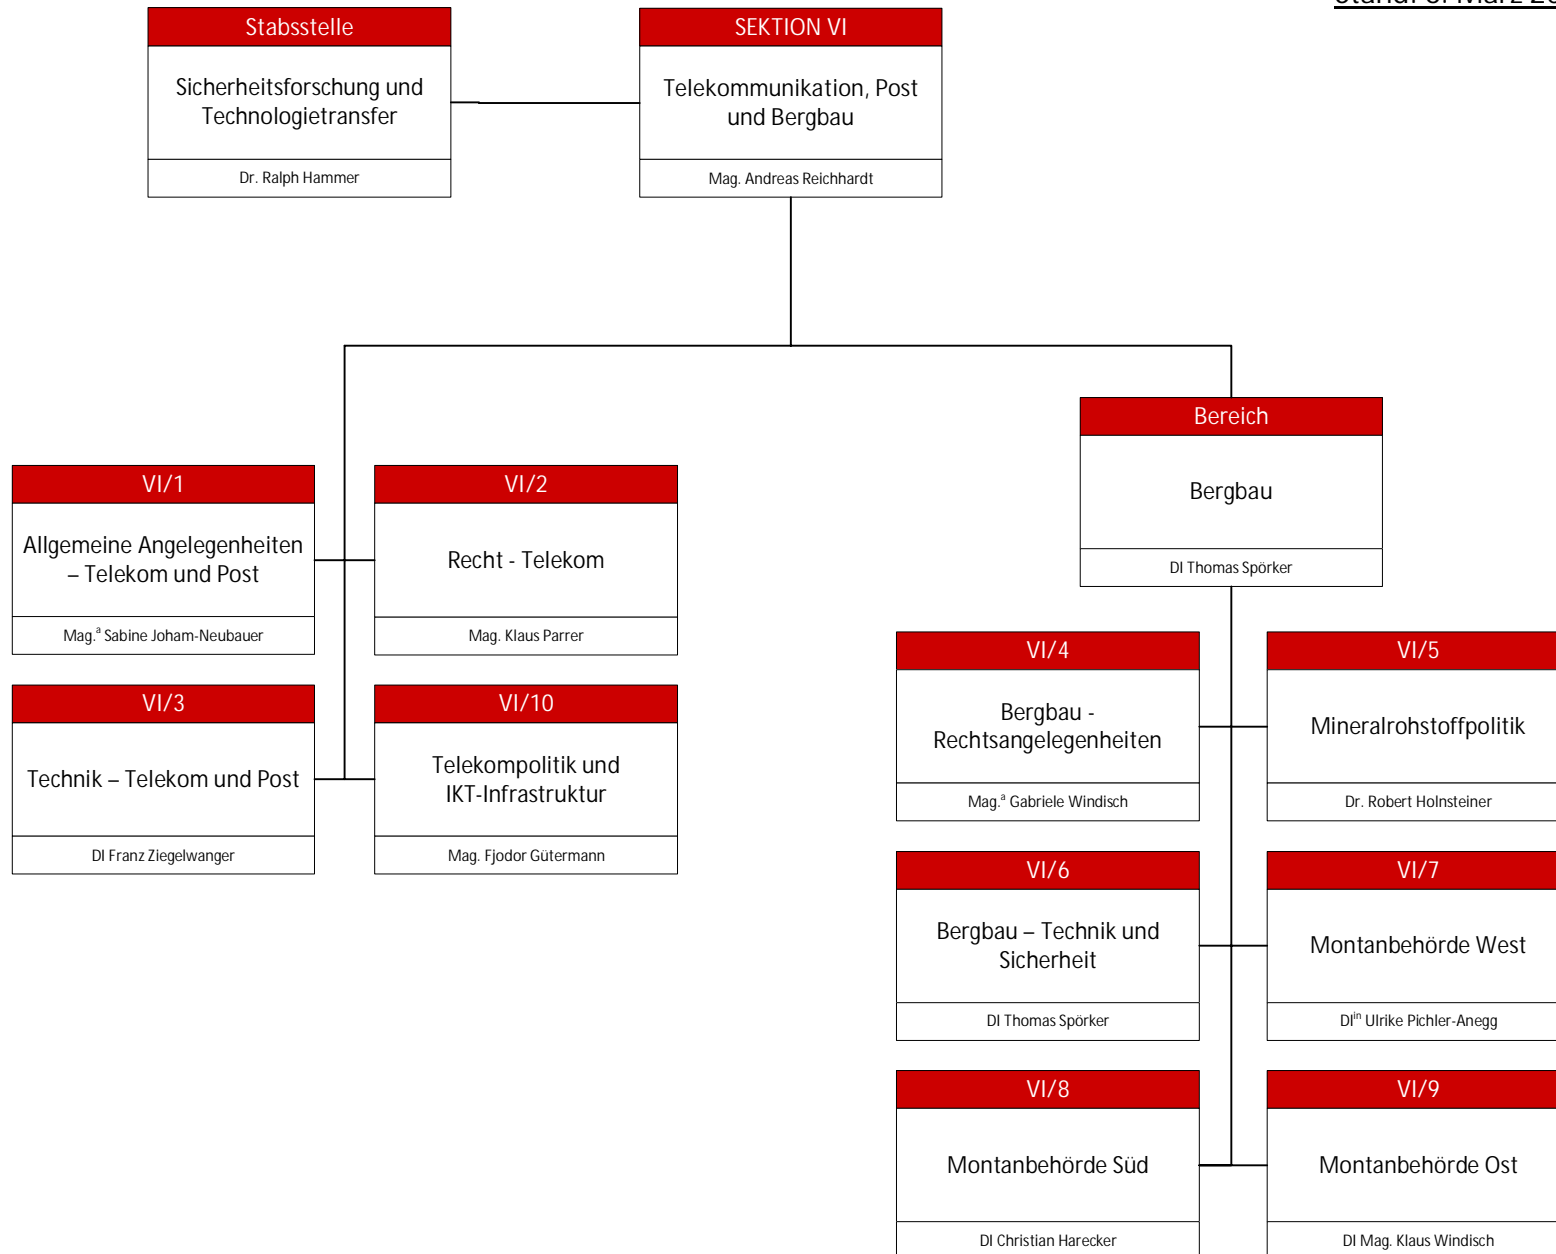 Stabsstelle
Sicherheitsforschung und
Technologietransfer
Dr. Ralph Hammer
SEKTION VI
Telekommunikation, Post
und Bergbau
Mag. Andreas Reichhardt
VI/1
Allgemeine Angelegenheiten
– Telekom und Post
Mag.ª Sabine Joham-Neubauer
VI/2
Recht - Telekom
Mag. Klaus Parrer
VI/3
Technik – Telekom und Post
DI Franz Ziegelwanger
VI/10
Telekompolitik und
IKT-Infrastruktur
Mag. Fjodor Gütermann
Bereich
Bergbau
DI Thomas Spörker
VI/4
Bergbau -
Rechtsangelegenheiten
Mag.ª Gabriele Windisch
VI/5
Mineralrohstoffpolitik
Dr. Robert Holnsteiner
VI/6
Bergbau – Technik und
Sicherheit
DI Thomas Spörker
VI/7
Montanbehörde West
DIⁱⁿ Ulrike Pichler-Anegg
VI/8
Montanbehörde Süd
DI Christian Harecker
VI/9
Montanbehörde Ost
DI Mag. Klaus Windisch